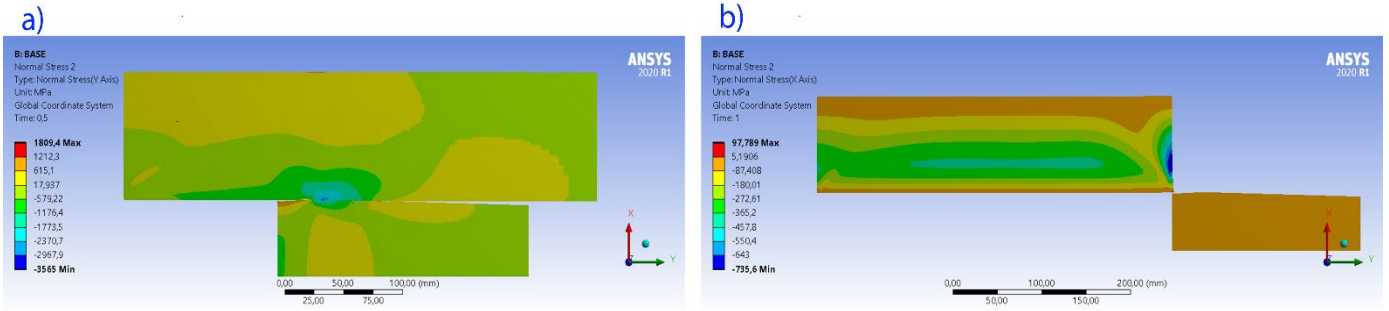 a)
B: BASE
Normal Stress 2
Type: Normal Stress(Y Axis)
Unit: MPa
Global Coordinate System
Time: 0,5
1809,4 Max
1212,3
615,1
17,937
-579,22
-1176,4
-1773,5
-2370,7
-2967,9
-3565 Min
ANSYS
2020 R1
X
Y
Z
0,00 50,00 100,00 (mm)
25,00 75,00
b)
B: BASE
Normal Stress 2
Type: Normal Stress(X Axis)
Unit: MPa
Global Coordinate System
Time: 1
97,789 Max
5,1906
-87,408
-180,01
-272,61
-365,2
-457,8
-550,4
-643
-735,6 Min
ANSYS
2020 R1
X
Y
Z
0,00 100,00 200,00 (mm)
50,00 150,00